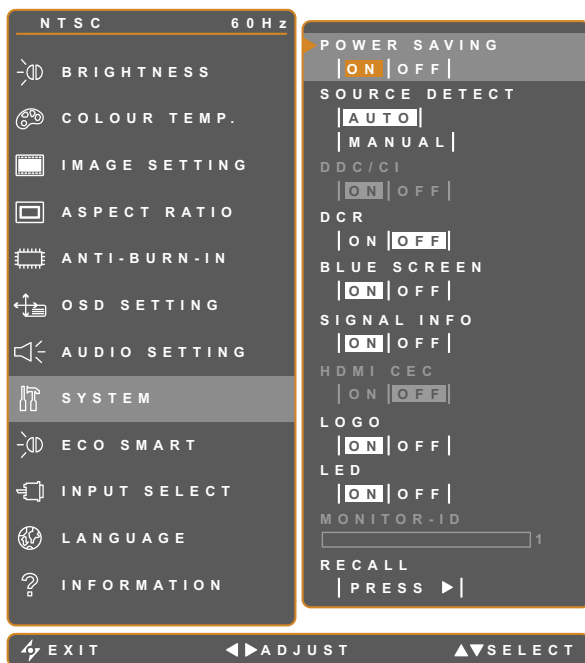 NTSC 60Hz
BRIGHTNESS
COLOUR TEMP.
IMAGE SETTING
ASPECT RATIO
ANTI-BURN-IN
OSD SETTING
AUDIO SETTING
SYSTEM
ECO SMART
INPUT SELECT
LANGUAGE
INFORMATION
POWER SAVING
ON OFF
SOURCE DETECT
AUTO
MANUAL
DDC/CI
ON OFF
DCR
ON OFF
BLUE SCREEN
ON OFF
SIGNAL INFO
ON OFF
HDMI CEC
ON OFF
LOGO
ON OFF
LED
ON OFF
MONITOR-ID
1
RECALL
PRESS
EXIT ADJUST SELECT